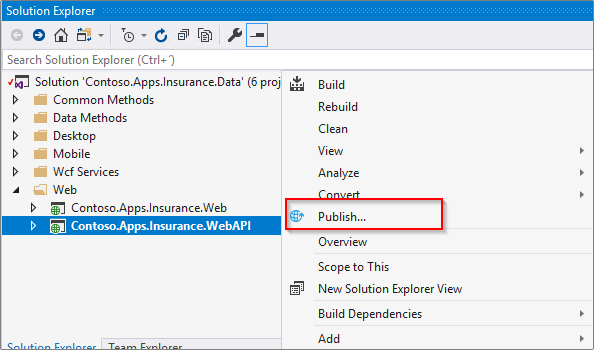 Solution Explorer
Search Solution Explorer (Ctrl+´)
Solution 'Contoso.Apps.Insurance.Data' (6 proj
Common Methods
Data Methods
Desktop
Mobile
Wcf Services
Web
Contoso.Apps.Insurance.Web
Contoso.Apps.Insurance.WebAPI
Build
Rebuild
Clean
View
Analyze
Convert
Publish...
Overview
Scope to This
New Solution Explorer View
Build Dependencies
Add
Solution Explorer
Team Explorer